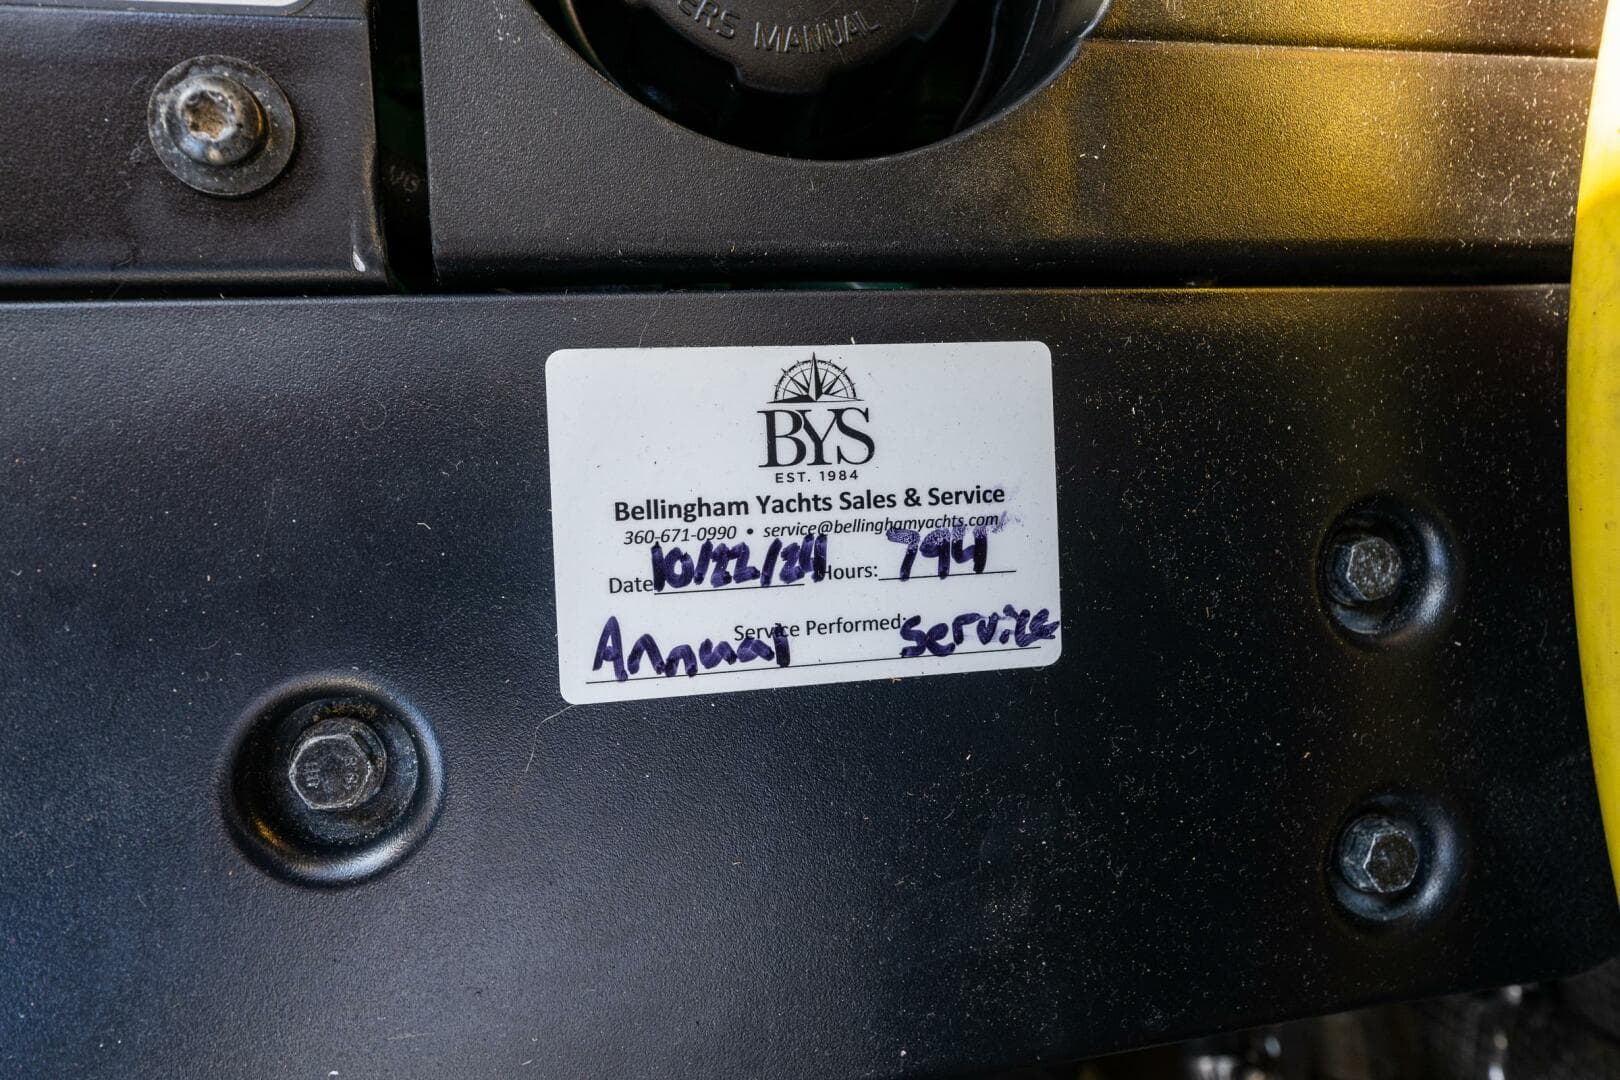 ERS MANUAL
BYS
EST. 1984
Bellingham Yachts Sales & Service
360-671-0990 • service@bellinghamyachts.com
Date 10/22/24 Hours: 794
Service Performed:
Annual Service